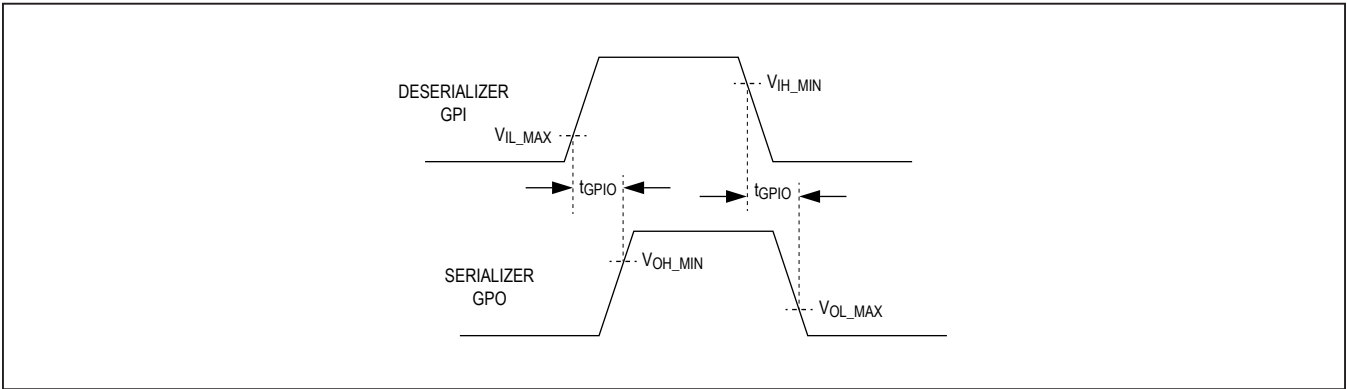 DESERIALIZER
GPI
VIH_MIN
VIL_MAX
tGPIO
tGPIO
SERIALIZER
GPO
VOH_MIN
VOL_MAX